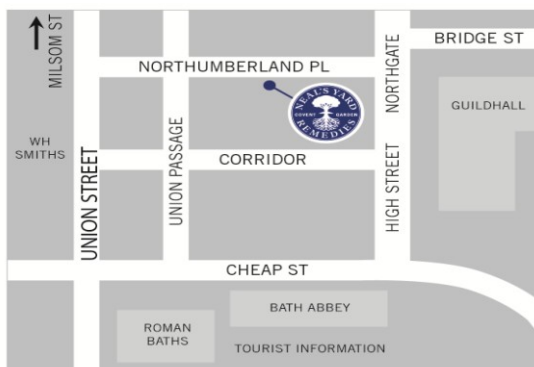 MILSOM ST
BRIDGE ST
NORTHUMBERLAND PL
NORTHGATE
NEAL'S YARD
COVENT GARDEN
REMEDIES
GUILDHALL
WH
SMITHS
UNION STREET
UNION PASSAGE
CORRIDOR
HIGH STREET
CHEAP ST
BATH ABBEY
ROMAN
BATHS
TOURIST INFORMATION